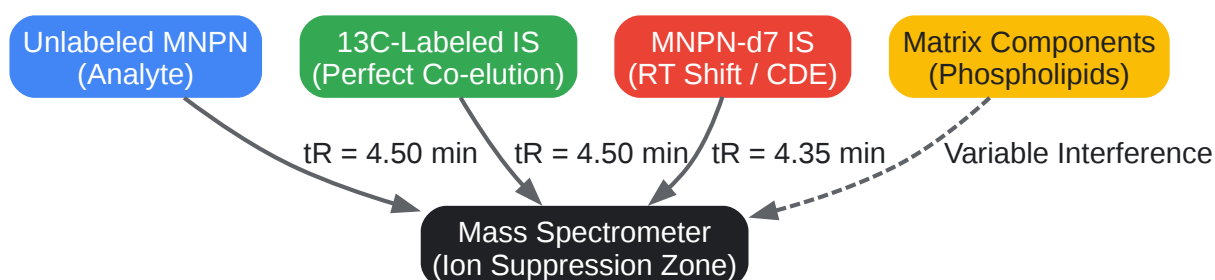 Unlabeled MNPN
(Analyte)
13C-Labeled IS
(Perfect Co-elution)
MNPN-d7 IS
(RT Shift / CDE)
Matrix Components
(Phospholipids)
tR = 4.50 min
tR = 4.50 min
tR = 4.35 min
Variable Interference
Mass Spectrometer
(Ion Suppression Zone)